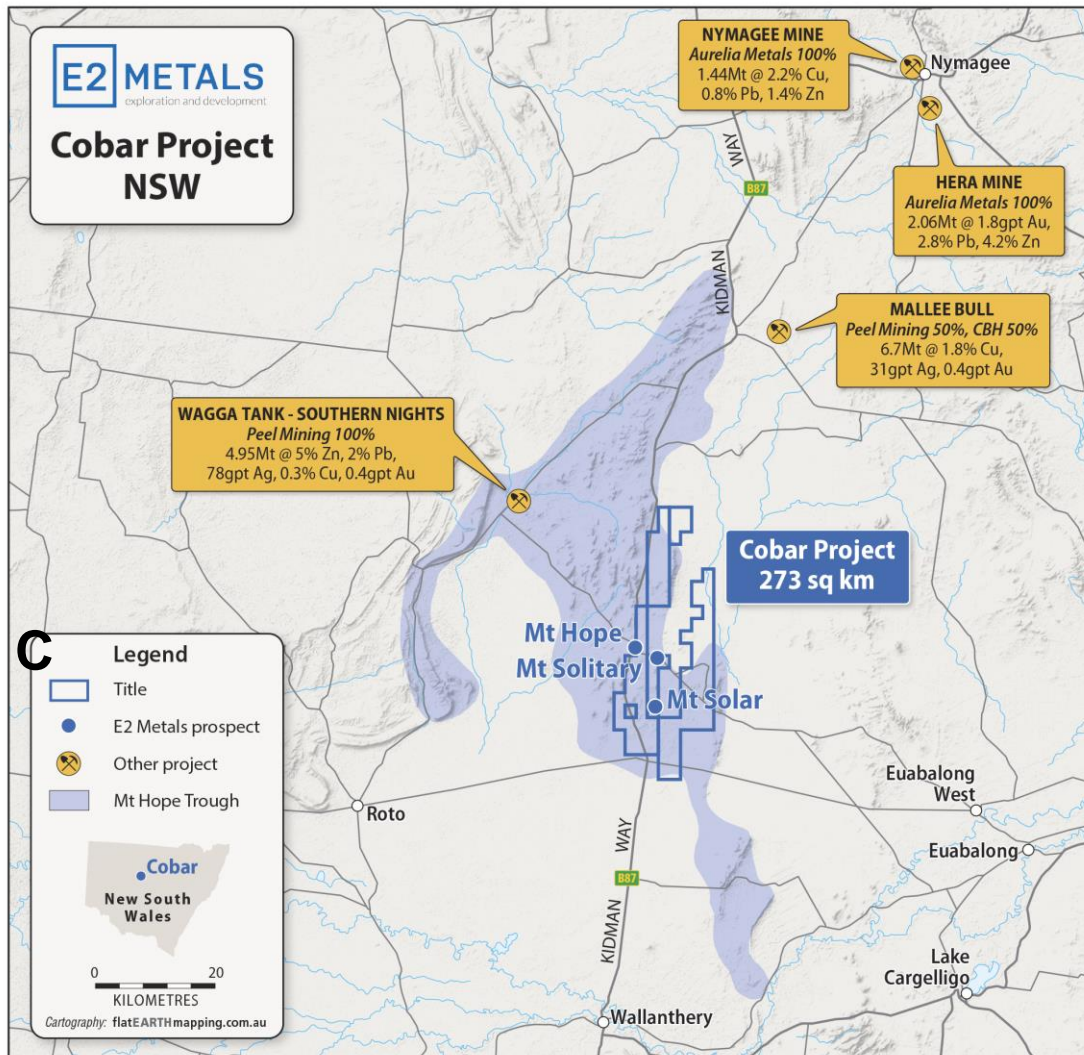 E2 METALS
exploration and development
Cobar Project
NSW
NYMAGEE MINE
Aurelia Metals 100%
1.44Mt @ 2.2% Cu,
0.8% Pb, 1.4% Zn
Nymagee
WAY
B87
KIDMAN
HERA MINE
Aurelia Metals 100%
2.06Mt @ 1.8gpt Au,
2.8% Pb, 4.2% Zn
MALLEE BULL
Peel Mining 50%, CBH 50%
6.7Mt @ 1.8% Cu,
31gpt Ag, 0.4gpt Au
WAGGA TANK - SOUTHERN NIGHTS
Peel Mining 100%
4.95Mt @ 5% Zn, 2% Pb,
78gpt Ag, 0.3% Cu, 0.4gpt Au
Cobar Project
273 sq km
Mt Hope
Mt Solitary
Mt Solar
C
Legend
Title
E2 Metals prospect
Other project
Mt Hope Trough
Cobar
New South
Wales
0 20
KILOMETRES
Cartography: flatEARTHmapping.com.au
Roto
Euabalong
West
Euabalong
WAY
B87
KIDMAN
Lake
Cargelligo
Wallanthery